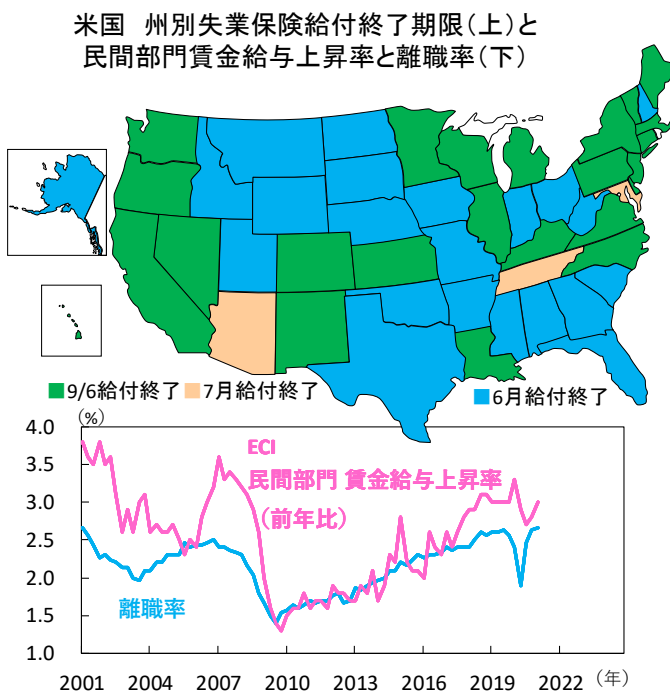 米国 州別失業保険給付終了期限（上）と
民間部門賃金給与上昇率と離職率（下）
■9/6給付終了 ■7月給付終了 ■6月給付終了
(%)
4.0
ECI
3.5
民間部門 賃金給与上昇率
3.0
（前年比）
2.5
2.0
離職率
1.5
1.0
2001 2004 2007 2010 2013 2016 2019 2022 (年)